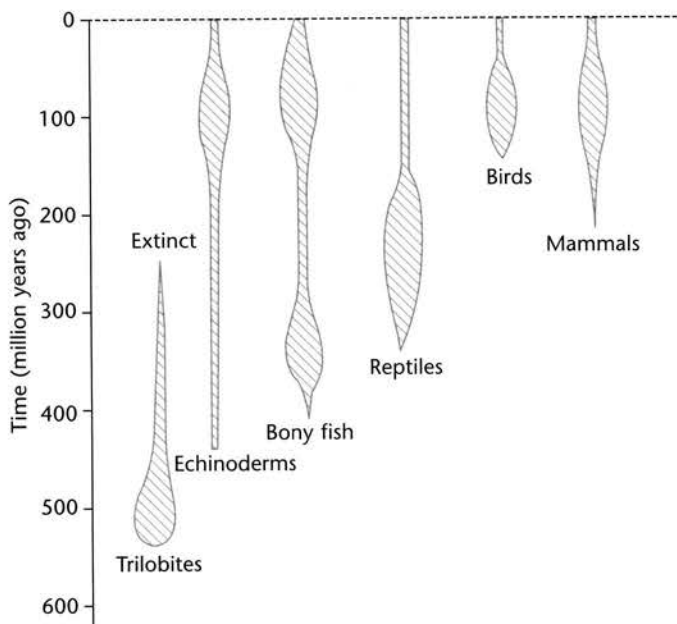 0
100
200
300
400
500
600
Time (million years ago)
Extinct
Trilobites
Echinoderms
Bony fish
Reptiles
Birds
Mammals